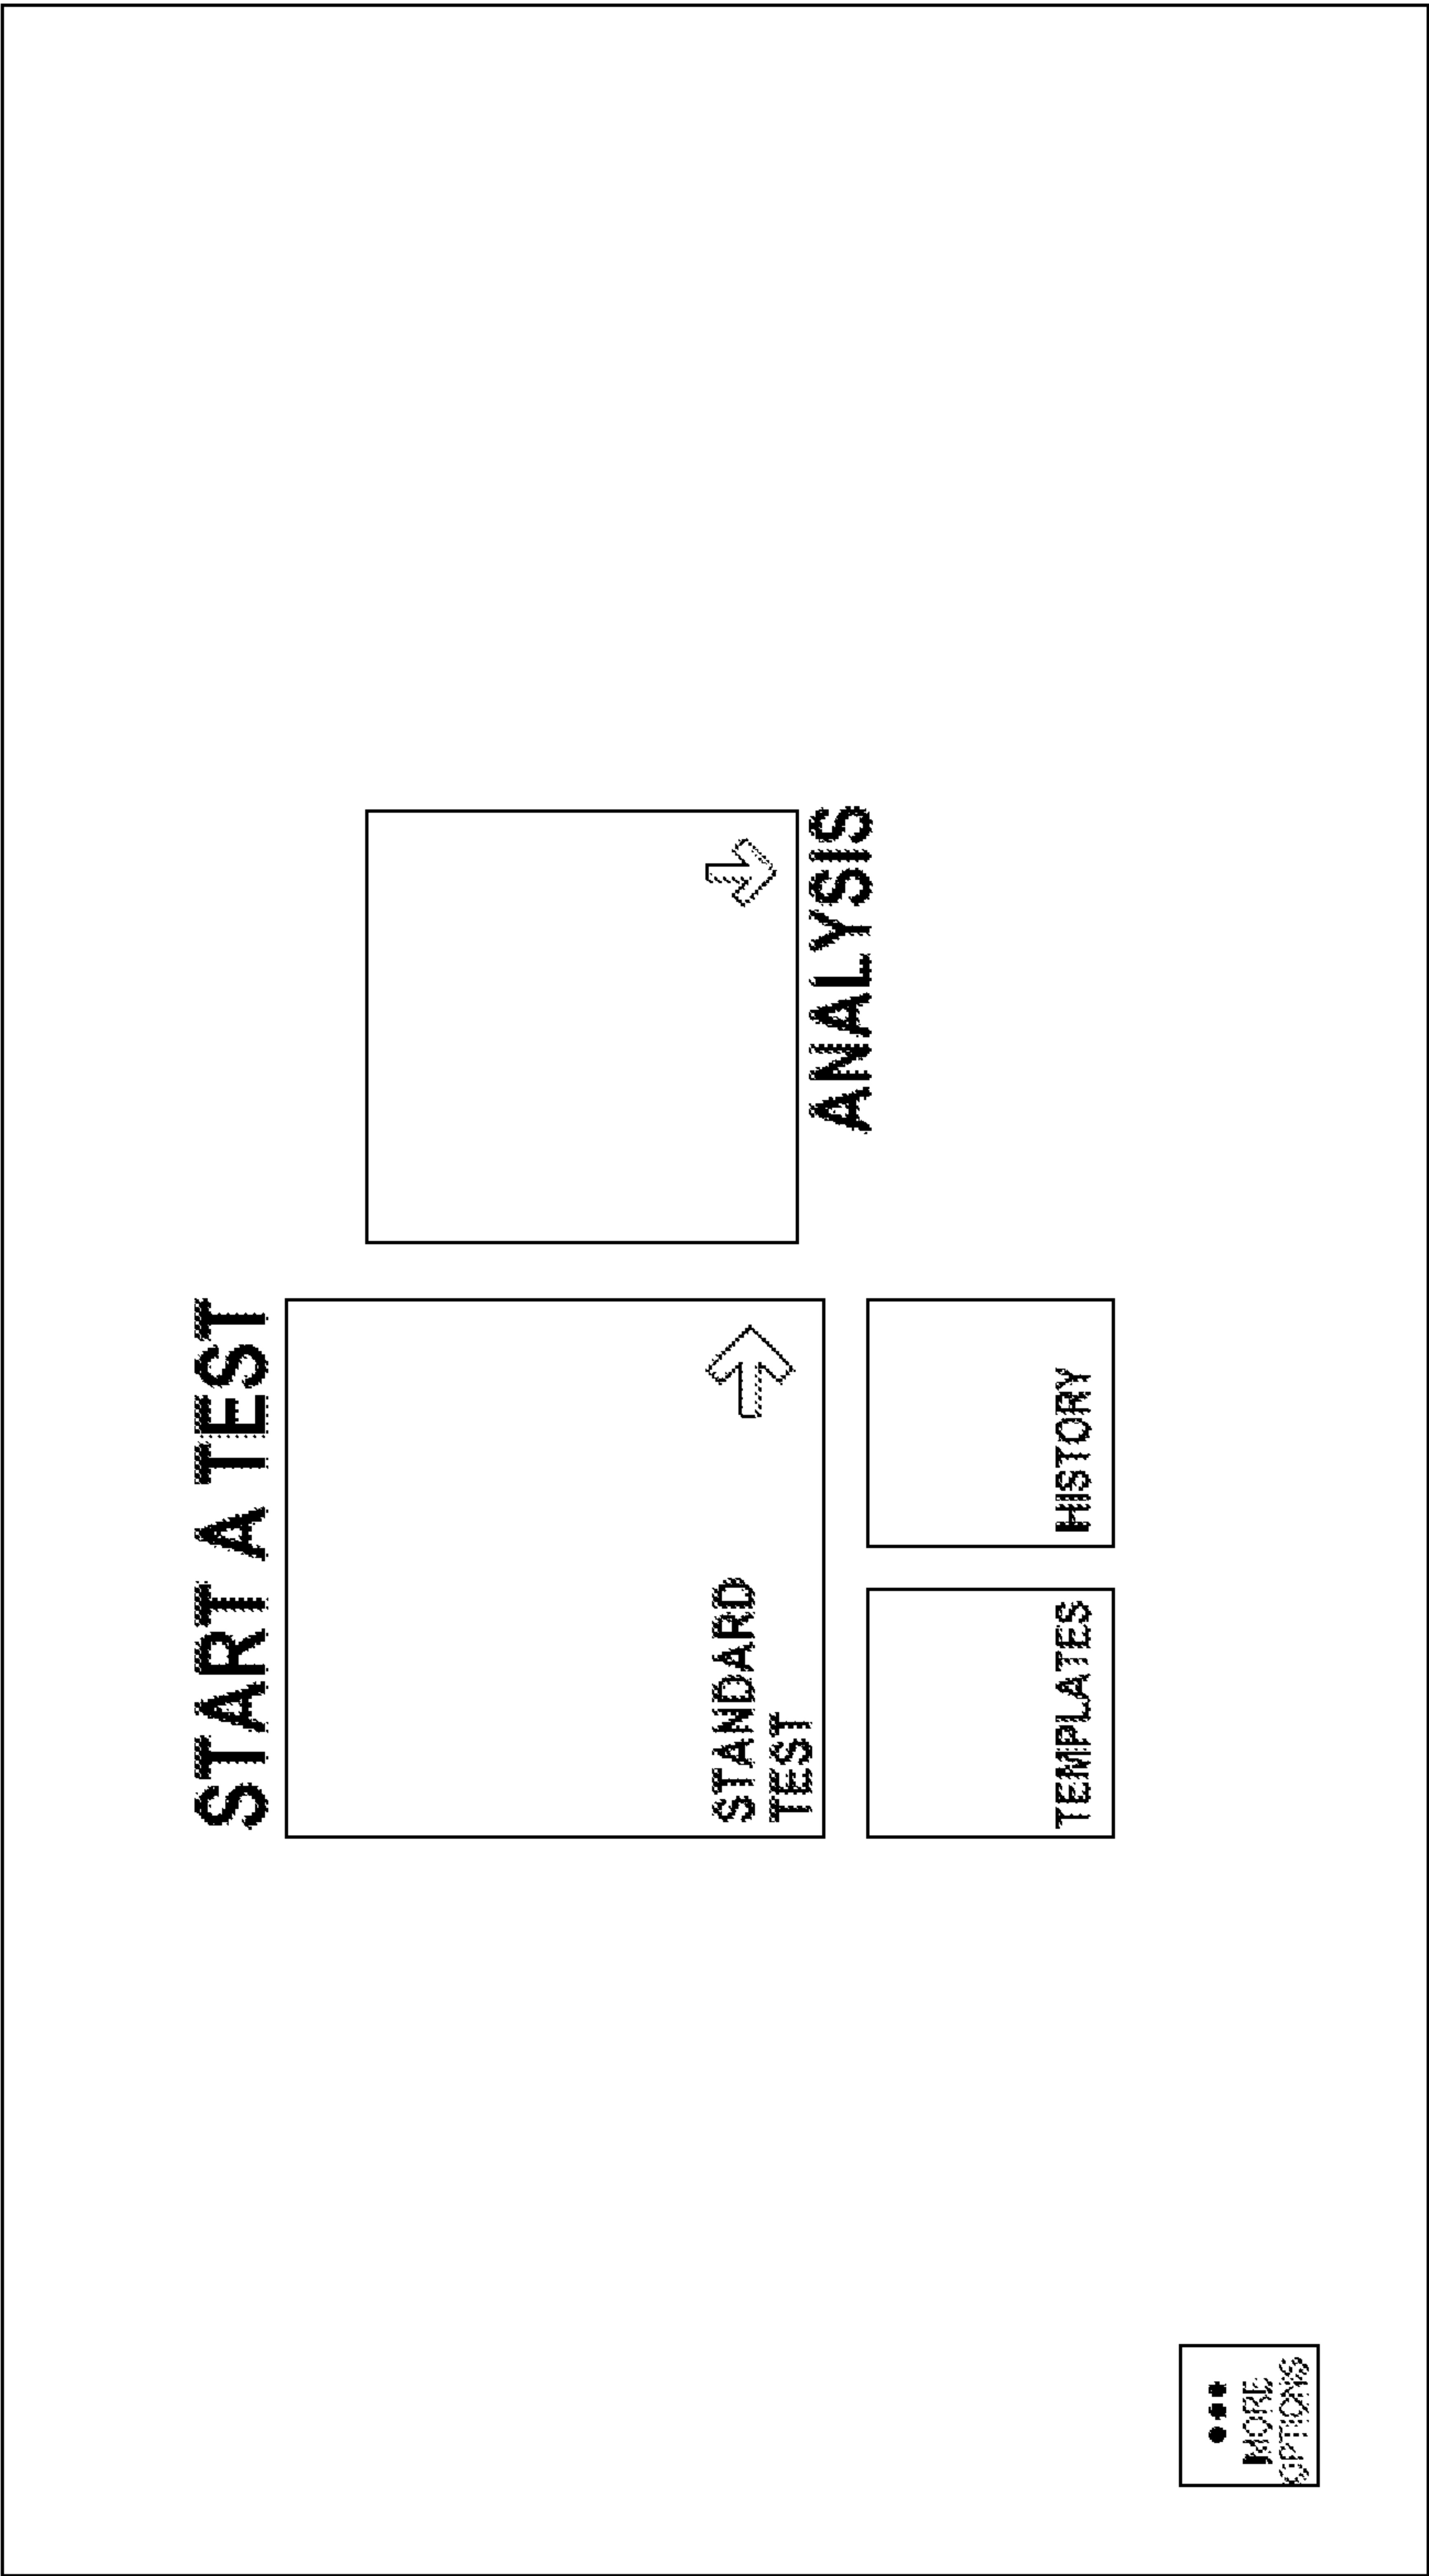 START A TEST
STANDARD
TEST
ANALYSIS
TEMPLATES
HISTORY
MORE
OPTIONS